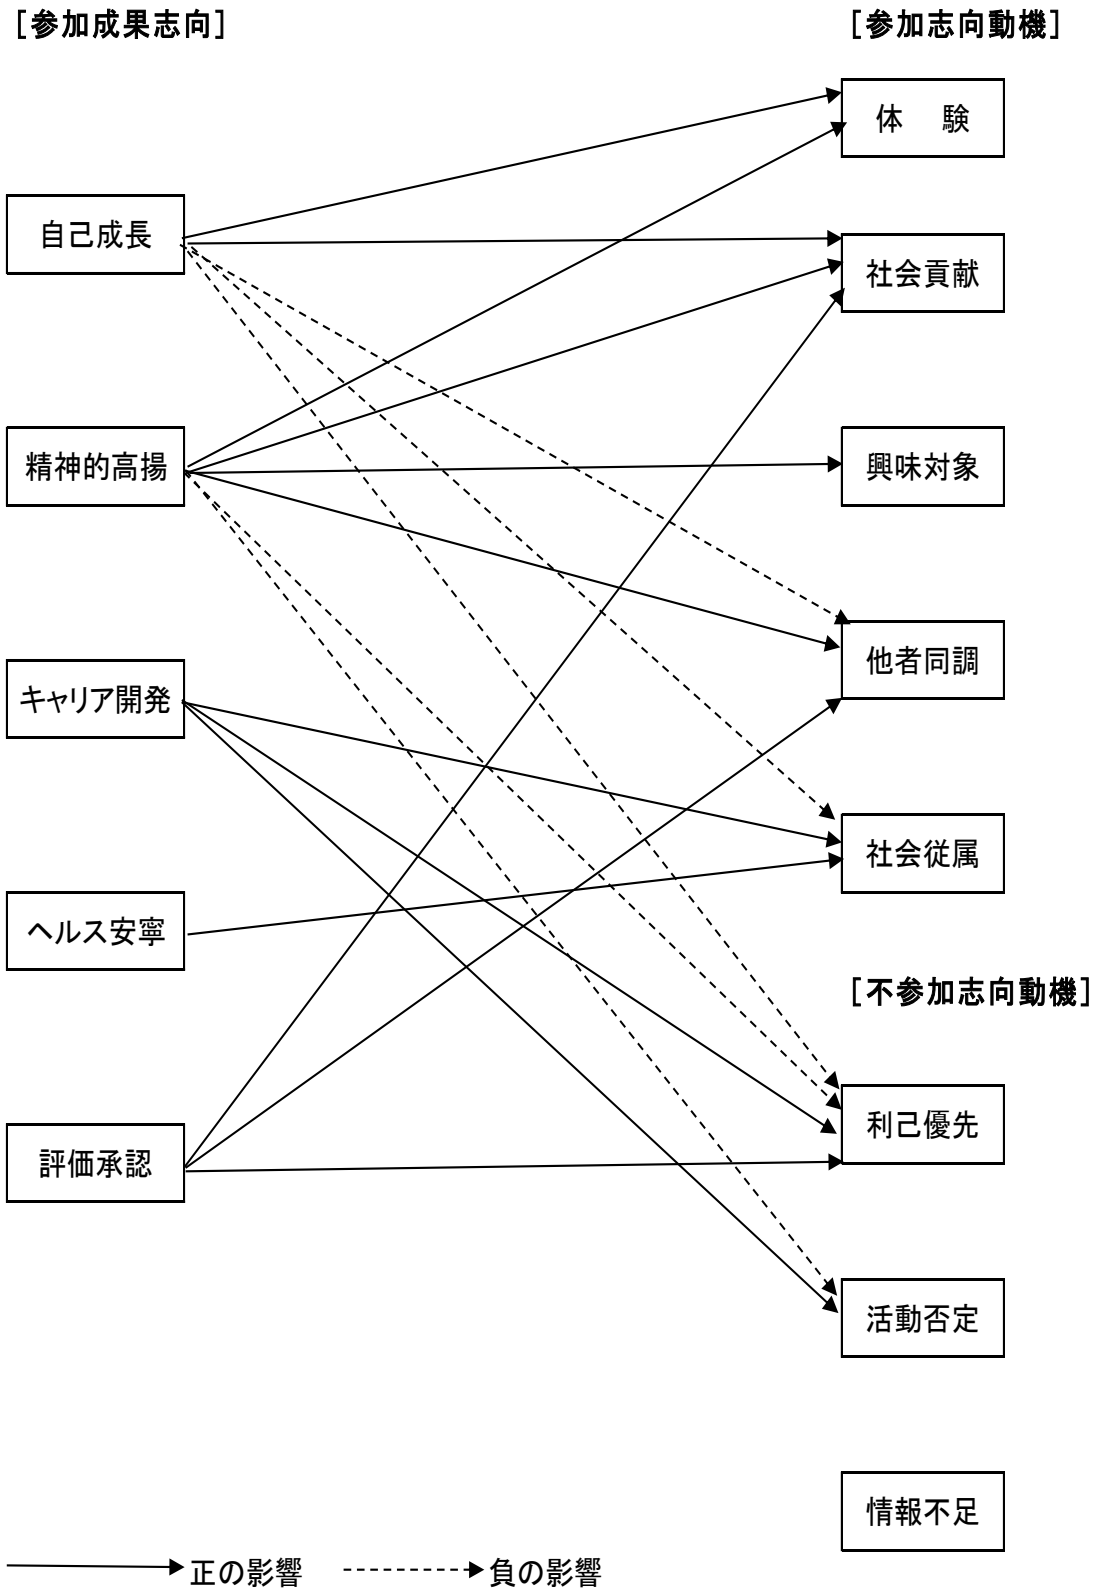 ［参加成果志向］
［参加志向動機］
体　験
自己成長
社会貢献
精神的高揚
興味対象
他者同調
キャリア開発
社会従属
ヘルス安寧
［不参加志向動機］
利己優先
評価承認
活動否定
情報不足
正の影響
負の影響